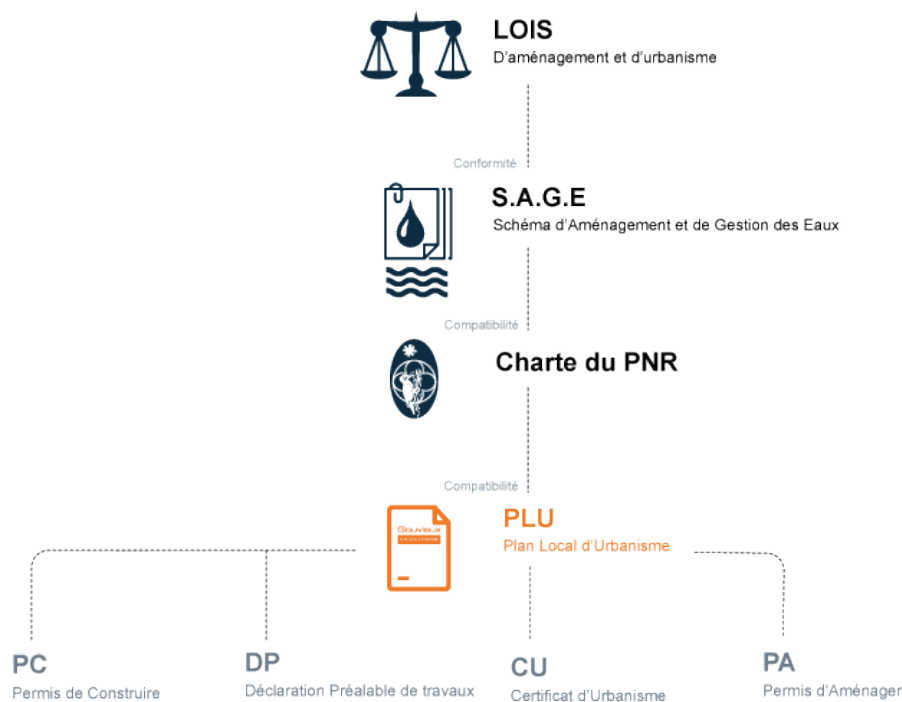 LOIS
D'aménagement et d'urbanisme
Conformité
S.A.G.E
Schéma d'Aménagement et de Gestion des Eaux
Compatibilité
Charte du PNR
Compatibilité
Gouvieux
PLU
Plan Local d'Urbanisme
PC
Permis de Construire
DP
Déclaration Préalable de travaux
CU
Certificat d'Urbanisme
PA
Permis d'Aménager